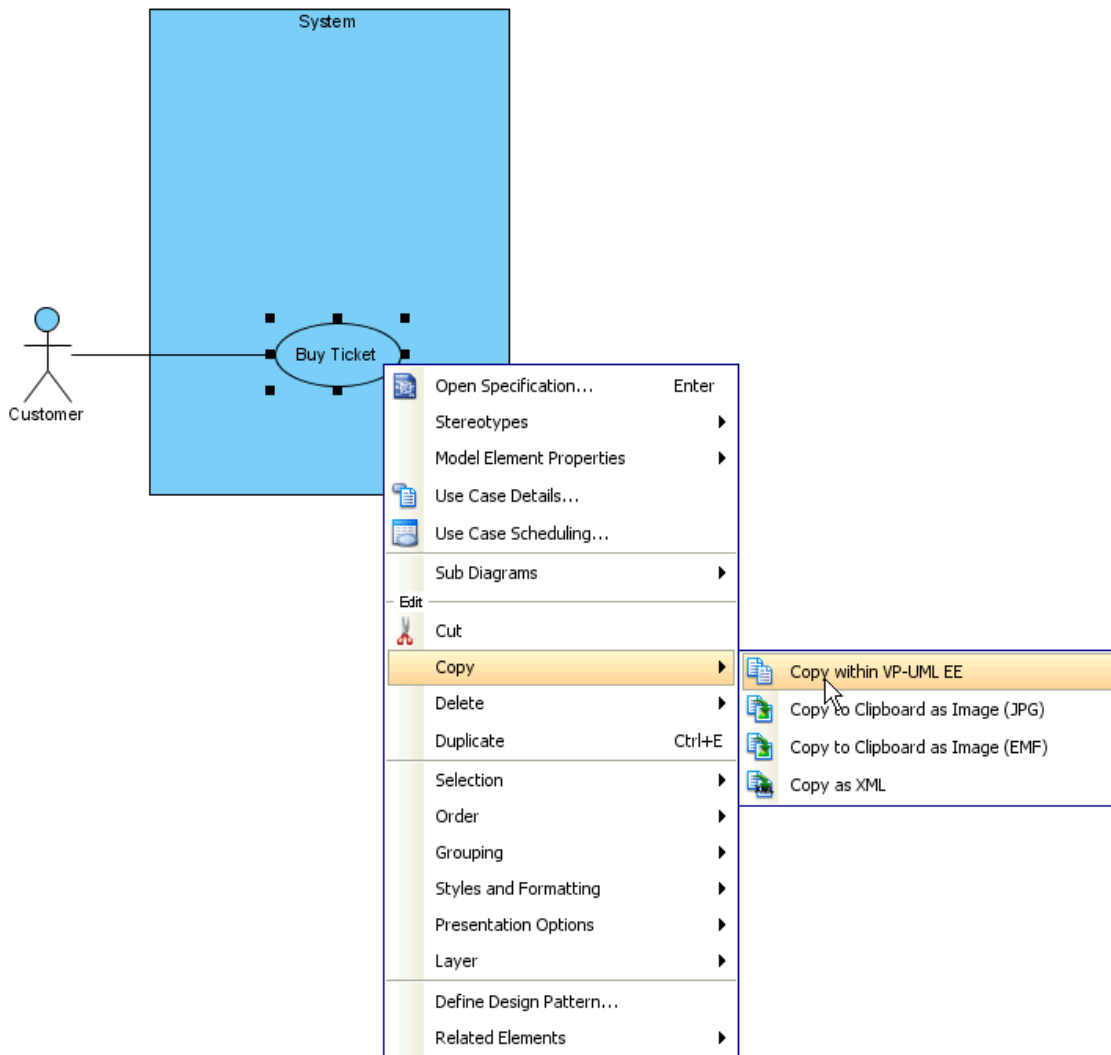 System
Buy Ticket
Customer
Open Specification... Enter
Stereotypes
Model Element Properties
Use Case Details...
Use Case Scheduling...
Sub Diagrams
Edit
Cut
Copy
Delete
Duplicate Ctrl+E
Selection
Order
Grouping
Styles and Formatting
Presentation Options
Layer
Define Design Pattern...
Related Elements
Copy within VP-UML EE
Copy to Clipboard as Image (JPG)
Copy to Clipboard as Image (EMF)
Copy as XML